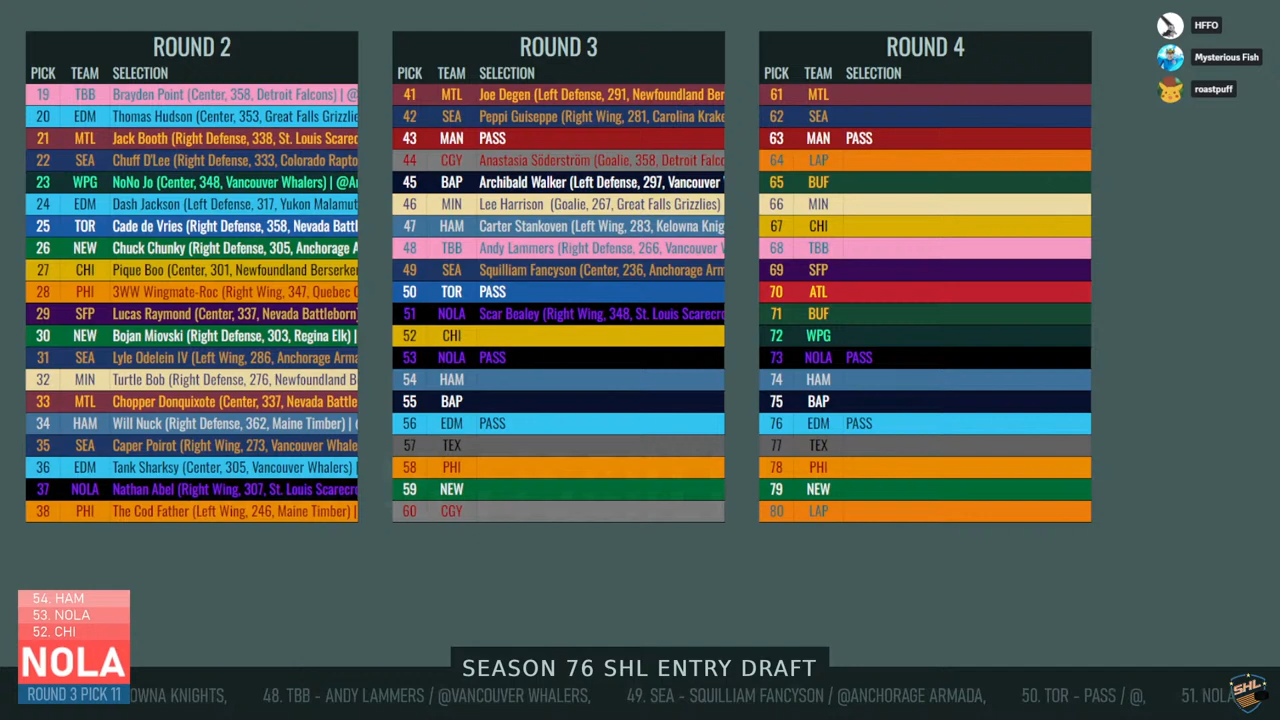 ROUND 2
PICK TEAM SELECTION
19 TBB Brayden Point (Center, 358, Detroit Falcons) | @
20 EDM Thomas Hudson (Center, 353, Great Falls Grizzlie
21 MTL Jack Booth (Right Defense, 338, St. Louis Scarec
22 SEA Chuff D'Lee (Right Defense, 333, Colorado Rapto
23 WPG NoNo Jo (Center, 348, Vancouver Whalers) | @A
24 EDM Dash Jackson (Left Defense, 317, Yukon Malamut
25 TOR Cade de Vries (Right Defense, 358, Nevada Battl
26 NEW Chuck Chunky (Right Defense, 305, Anchorage A
27 CHI Pique Boo (Center, 301, Newfoundland Berserker
28 PHI 3WW Wingmate-Roc (Right Wing, 347, Quebec C
29 SFP Lucas Raymond (Center, 337, Nevada Battleborn)
30 NEW Bojan Miovski (Right Defense, 303, Regina Elk) |
31 SEA Lyle Odelein IV (Left Wing, 286, Anchorage Arma
32 MIN Turtle Bob (Right Defense, 276, Newfoundland B
33 MTL Chopper Donquixote (Center, 337, Nevada Battle
34 HAM Will Nuck (Right Defense, 362, Maine Timber) | @
35 SEA Caper Poirot (Right Wing, 273, Vancouver Whale
36 EDM Tank Sharksy (Center, 305, Vancouver Whalers) |
37 NOLA Nathan Abel (Right Wing, 307, St. Louis Scarecro
38 PHI The Cod Father (Left Wing, 246, Maine Timber) |
ROUND 3
PICK TEAM SELECTION
41 MTL Joe Degen (Left Defense, 291, Newfoundland Ber
42 SEA Peppi Guiseppe (Right Wing, 281, Carolina Krake
43 MAN PASS
44 CGY Anastasia Söderström (Goalie, 358, Detroit Falco
45 BAP Archibald Walker (Left Defense, 297, Vancouver
46 MIN Lee Harrison (Goalie, 267, Great Falls Grizzlies)
47 HAM Carter Stankoven (Left Wing, 283, Kelowna Knig
48 TBB Andy Lammers (Right Defense, 266, Vancouver W
49 SEA Squilliam Fancyson (Center, 236, Anchorage Arm
50 TOR PASS
51 NOLA Scar Bealey (Right Wing, 348, St. Louis Scarecro
52 CHI
53 NOLA PASS
54 HAM
55 BAP
56 EDM PASS
57 TEX
58 PHI
59 NEW
60 CGY
ROUND 4
PICK TEAM SELECTION
61 MTL
62 SEA
63 MAN PASS
64 LAP
65 BUF
66 MIN
67 CHI
68 TBB
69 SFP
70 ATL
71 BUF
72 WPG
73 NOLA PASS
74 HAM
75 BAP
76 EDM PASS
77 TEX
78 PHI
79 NEW
80 LAP
HFFO
Mysterious Fish
roastpuff
54. HAM
53. NOLA
52. CHI
NOLA
ROUND 3 PICK 11
SEASON 76 SHL ENTRY DRAFT
OWNA KNIGHTS, 48. TBB - ANDY LAMMERS / @VANCOUVER WHALERS, 49. SEA - SQUILLIAM FANCYSON / @ANCHORAGE ARMADA, 50. TOR - PASS / @, 51. NOLA
SHL